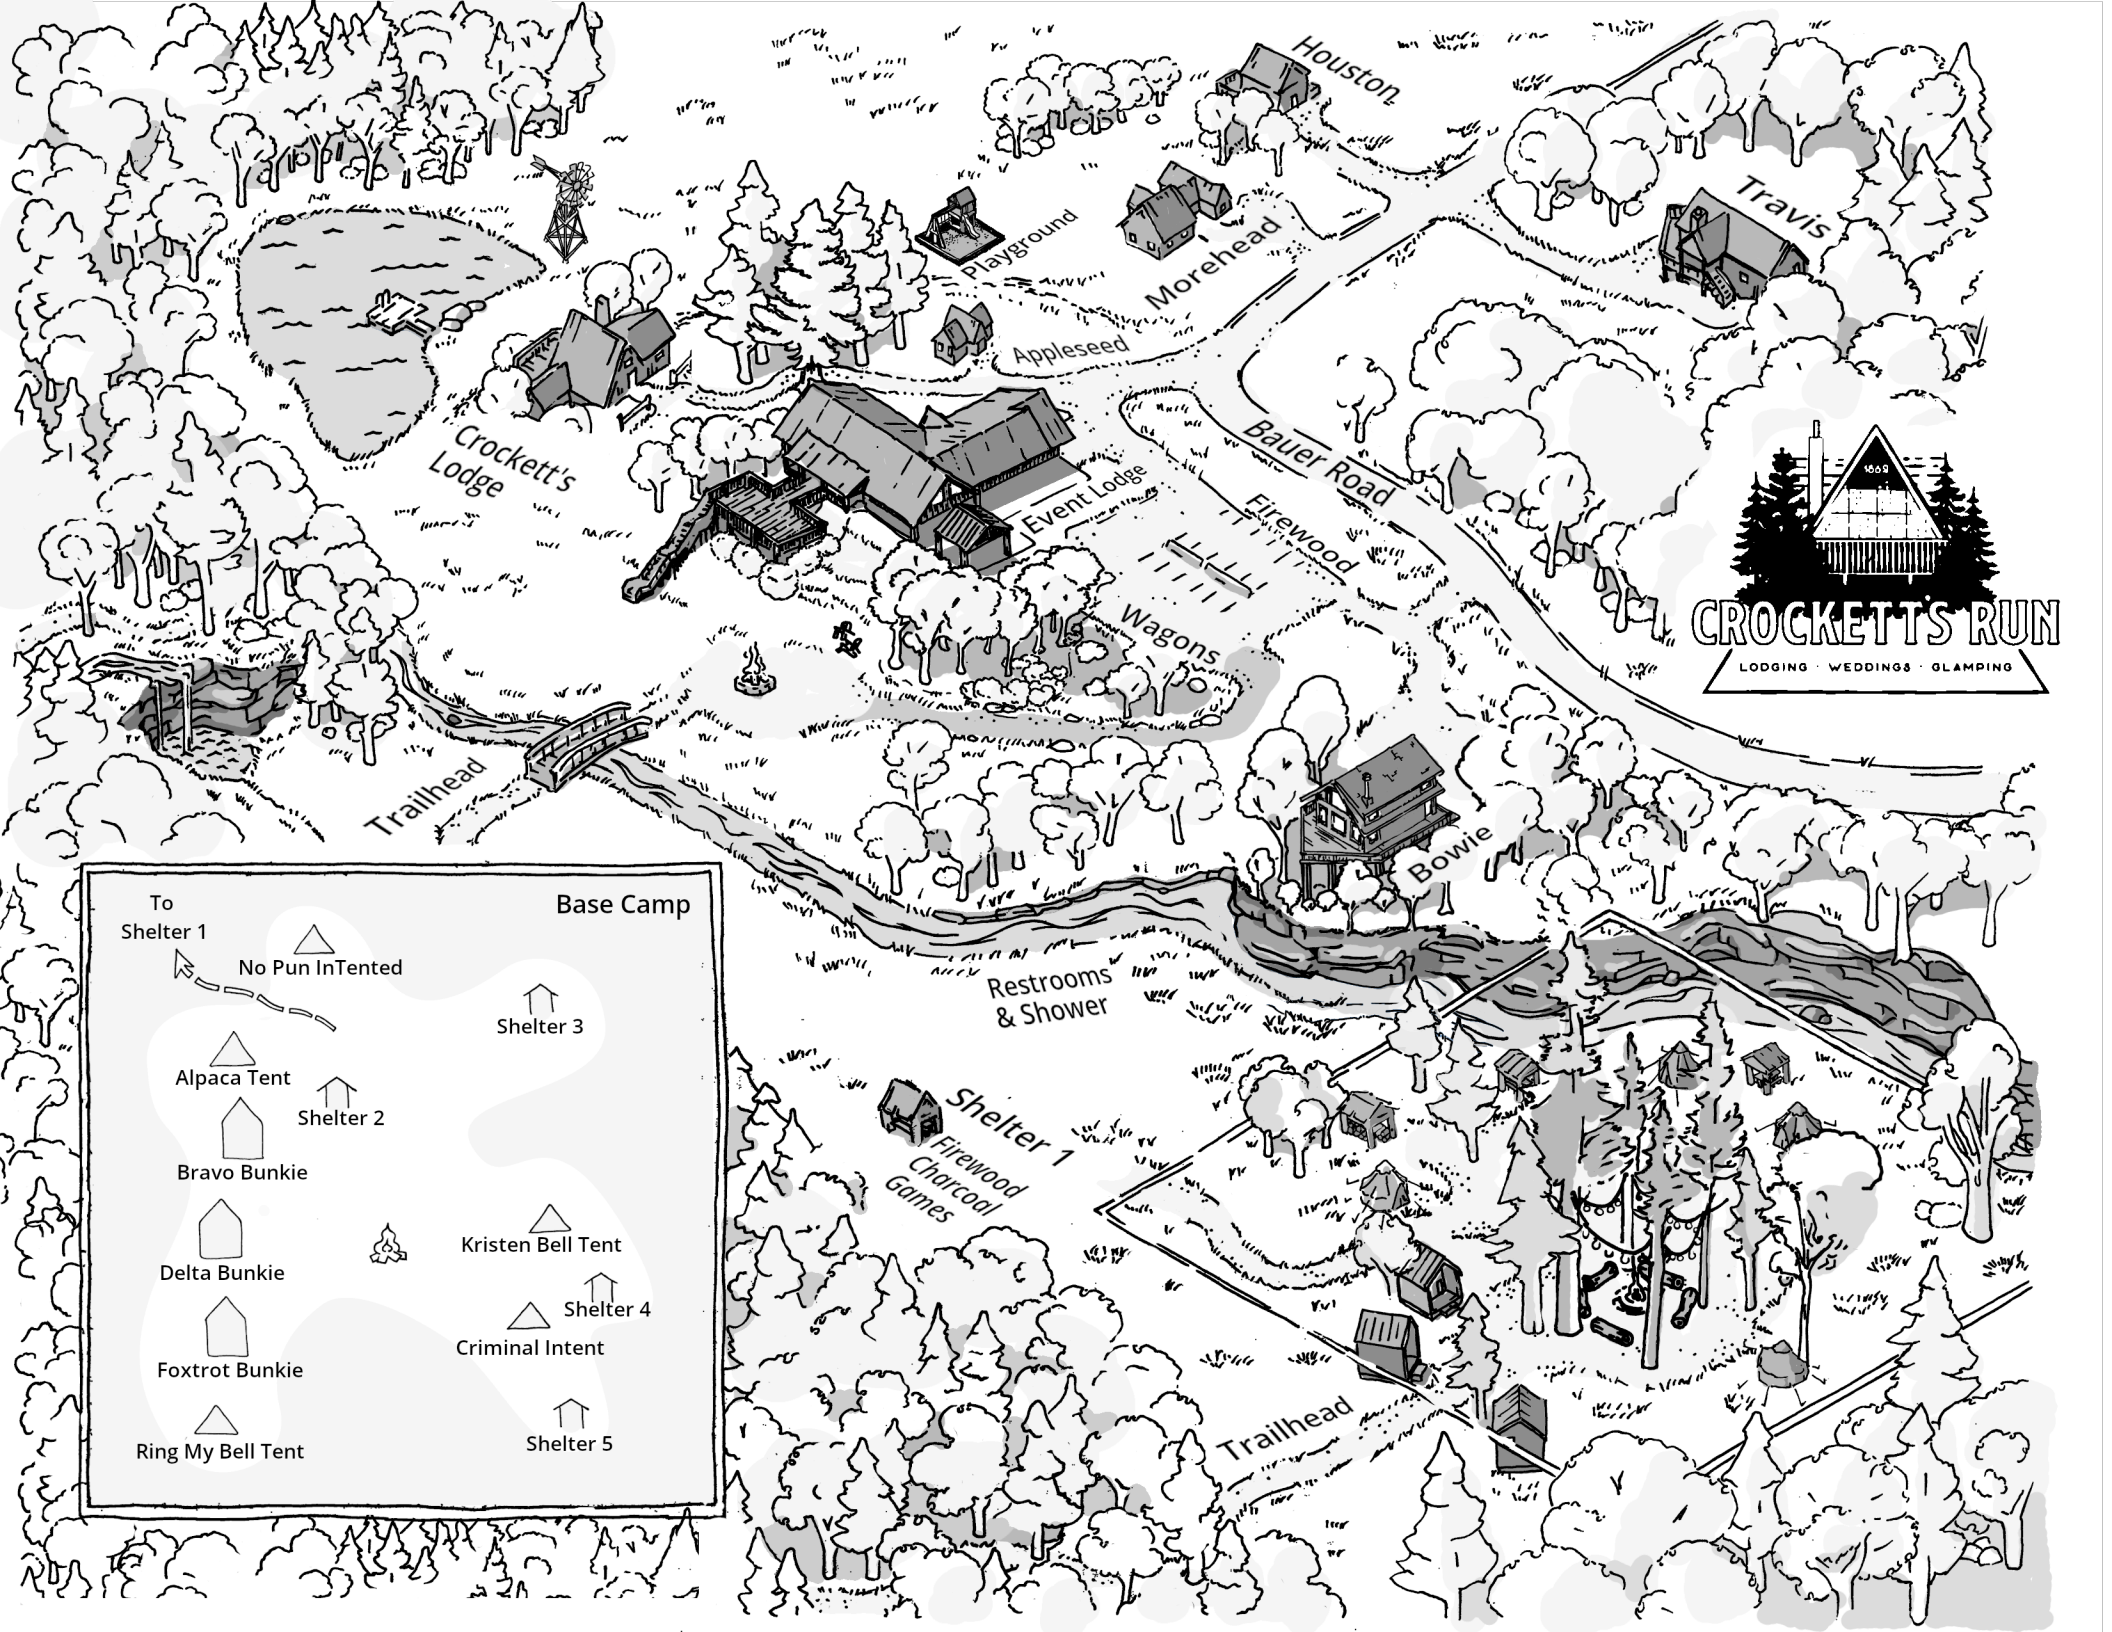 Houston
Travis
Playground
Morehead
Appleseed
Crockett's
Lodge
Bauer Road
Event Lodge
Firewood
Wagons
1869
CROCKETT'S RUN
LODGING · WEDDINGS · GLAMPING
Trailhead
Bowie
Restrooms
& Shower
Shelter 1
Firewood
Charcoal
Games
Trailhead
Base Camp
To
Shelter 1
No Pun InTented
Shelter 3
Alpaca Tent
Shelter 2
Bravo Bunkie
Delta Bunkie
Kristen Bell Tent
Shelter 4
Criminal Intent
Foxtrot Bunkie
Ring My Bell Tent
Shelter 5